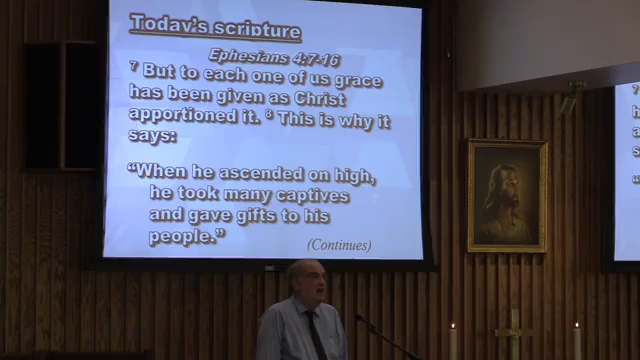 Today's scripture
Ephesians 4:7-16
7 But to each one of us grace
has been given as Christ
apportioned it. 8 This is why it
says:
“When he ascended on high,
he took many captives
and gave gifts to his
people.”
(Continues)
7